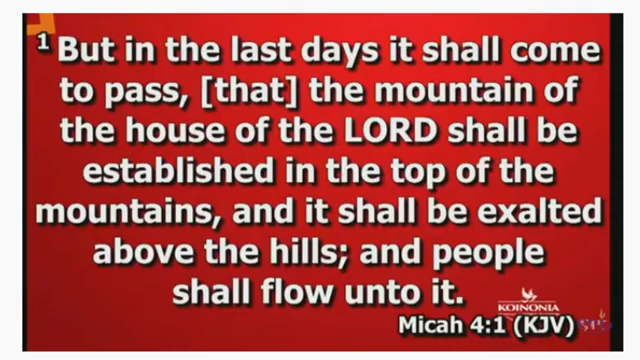 1 But in the last days it shall come
to pass, [that] the mountain of
the house of the LORD shall be
established in the top of the
mountains, and it shall be exalted
above the hills; and people
shall flow unto it.
KOINONIA
Micah 4:1 (KJV)